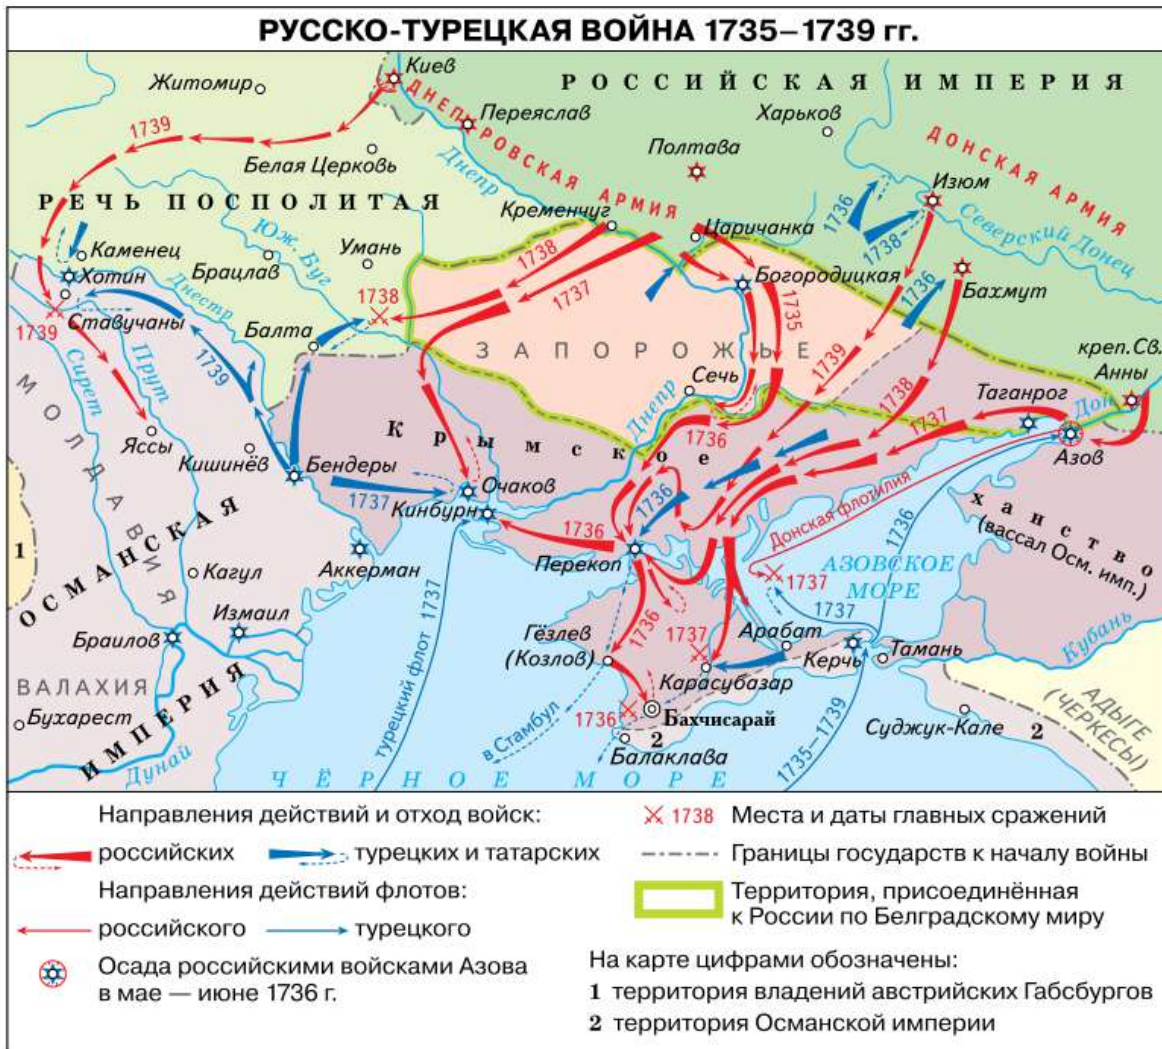 РУССКО-ТУРЕЦКАЯ ВОЙНА 1735–1739 гг.
Житомир
Киев
РОССИЙСКАЯ ИМПЕРИЯ
Переяслав
Харьков
ДНЕПРОВСКАЯ АРМИЯ
ДОНСКАЯ АРМИЯ
1739
Белая Церковь
Днепр
Полтава
Изюм
1736
РЕЧЬ ПОСПОЛИТАЯ
Кременчуг
Царичанка
Северский Донец
1738
Юж. Буг
Умань
Каменец
Брацлав
Хотин
1738
1737
Богородицкая
1736
Бахмут
Днестр
1738
1735
Ставучаны
1739
Балта
ЗАПОРОЖЬЕ
1739
креп.Св.
Анны
Сирет
Прут
1739
Сечь
1738
Таганрог
Дон
МОЛДАВИЯ
Днепр
1737
Яссы
Крымское
1736
Азов
Кишинёв
Бендеры
1737
Очаков
Кинбурн
1736
Донская флотилия
1736
ханство
(вассал Осм. имп.)
1
ОСМАНСКАЯ
Аккерман
1736
Перекоп
1737
АЗОВСКОЕ
МОРЕ
Кагул
1737
1737
Измаил
Гёзлев
(Козлов)
1736
1737
Арабат
Браилов
Керчь
Тамань
Кубань
турецкий флот
Карасубазар
ВАЛАХИЯ
1736
Бахчисарай
Бухарест
ИМПЕРИЯ
в Стамбул
2
Балаклава
1735–1739
Суджук-Кале
2
АДЫГЕ
(ЧЕРКЕСЫ)
Дунай
ЧЁРНОЕ МОРЕ
Направления действий и отход войск:
российских
турецких и татарских
Направления действий флотов:
российского
турецкого
Осада российскими войсками Азова
в мае — июне 1736 г.
1738 Места и даты главных сражений
Границы государств к началу войны
Территория, присоединённая
к России по Белградскому миру
На карте цифрами обозначены:
1 территория владений австрийских Габсбургов
2 территория Османской империи